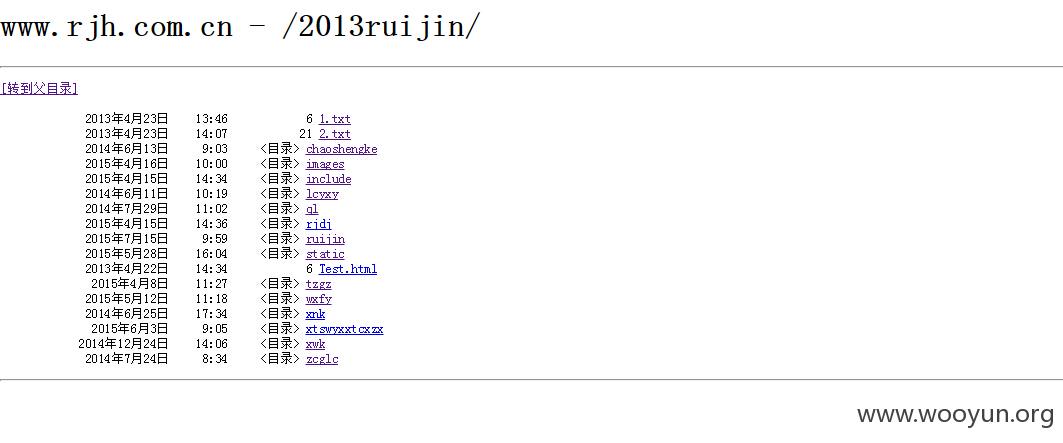 www.rjh.com.cn - /2013ruijin/
[转到父目录]
2013年4月23日 13:46 6 1.txt
2013年4月23日 14:07 21 2.txt
2014年6月13日 9:03 <目录> chaoshengke
2015年4月16日 10:00 <目录> images
2015年4月15日 14:34 <目录> include
2014年6月11日 10:19 <目录> lcyxy
2014年7月29日 11:02 <目录> ql
2015年4月15日 14:36 <目录> rjdj
2015年7月15日 9:59 <目录> ruijin
2015年5月28日 16:04 <目录> static
2013年4月22日 14:34 6 Test.html
2015年4月8日 11:27 <目录> tzgz
2015年5月12日 11:18 <目录> wxfy
2014年6月25日 17:34 <目录> xnk
2015年6月3日 9:05 <目录> xtswyxxtcxzx
2014年12月24日 14:06 <目录> xwk
2014年7月24日 8:34 <目录> zcglc
www.wooyun.org